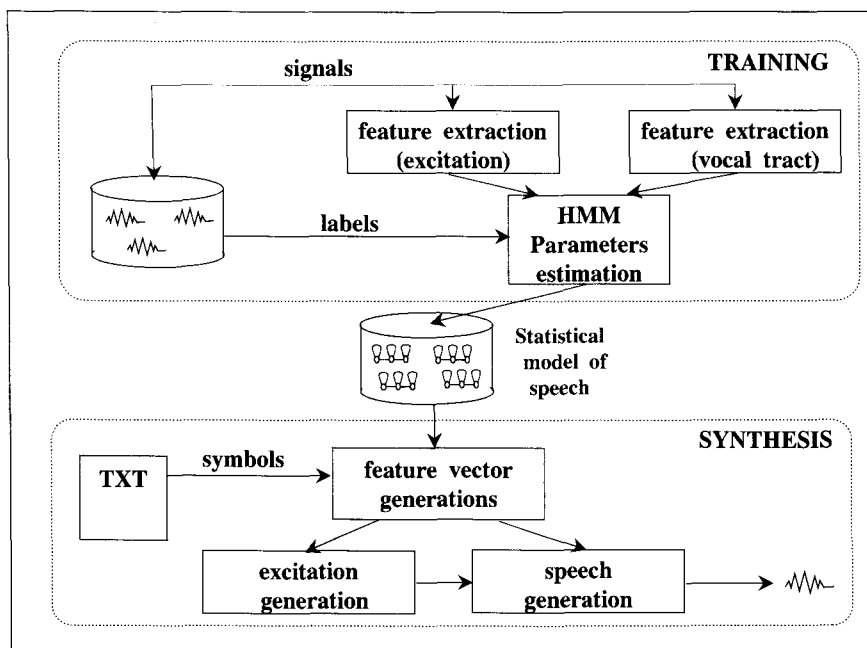 TRAINING
signals
feature extraction
(excitation)
feature extraction
(vocal tract)
labels
HMM
Parameters
estimation
Statistical
model of
speech
SYNTHESIS
TXT
symbols
feature vector
generations
excitation
generation
speech
generation